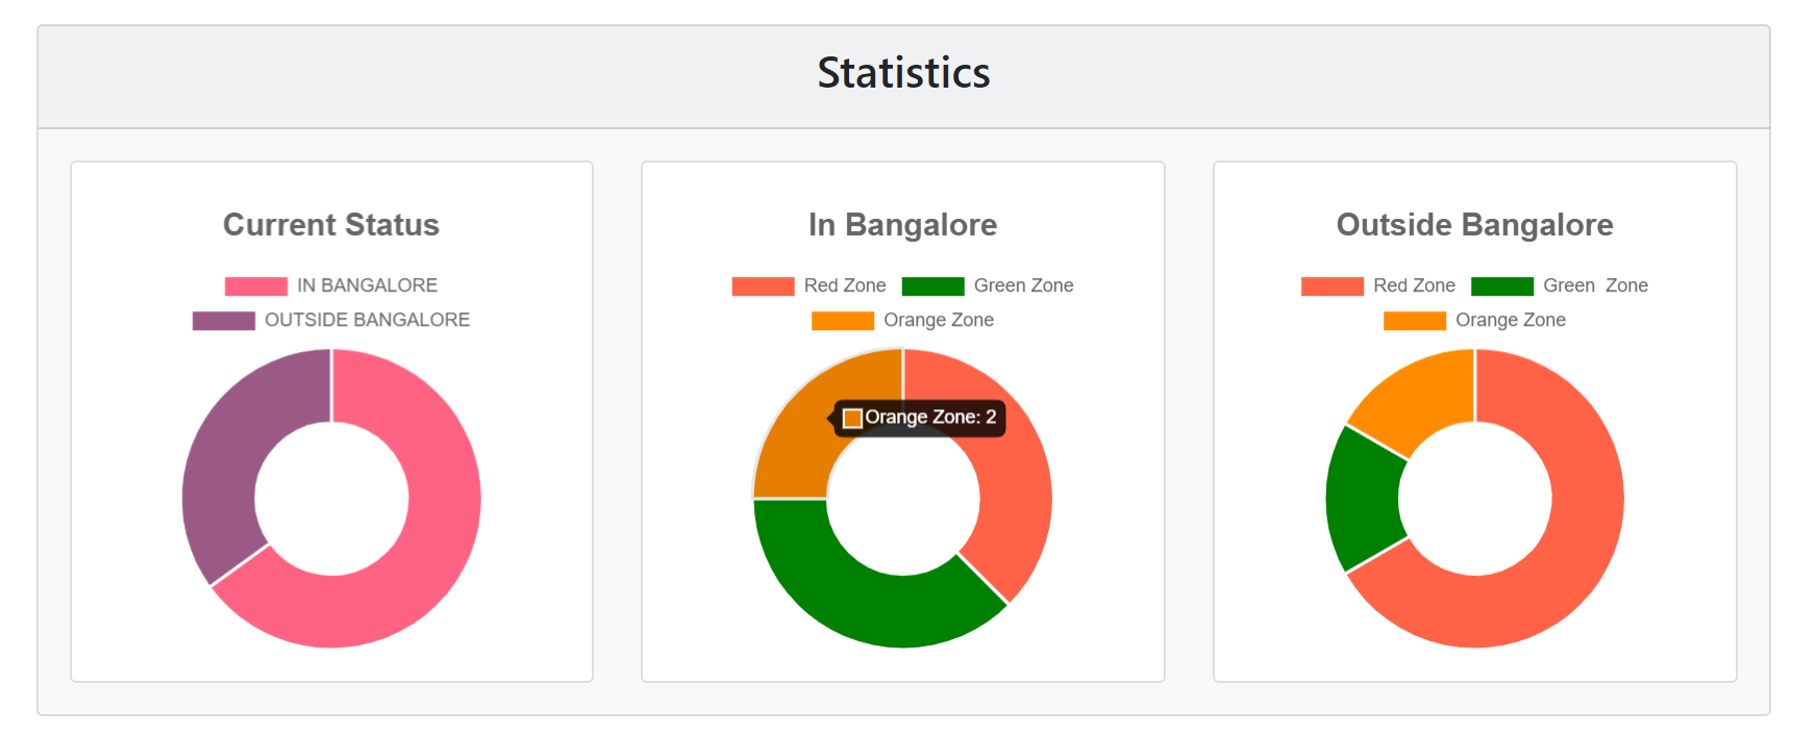 Statistics
Current Status
IN BANGALORE
OUTSIDE BANGALORE
In Bangalore
Red Zone Green Zone
Orange Zone
Orange Zone: 2
Outside Bangalore
Red Zone Green  Zone
Orange Zone